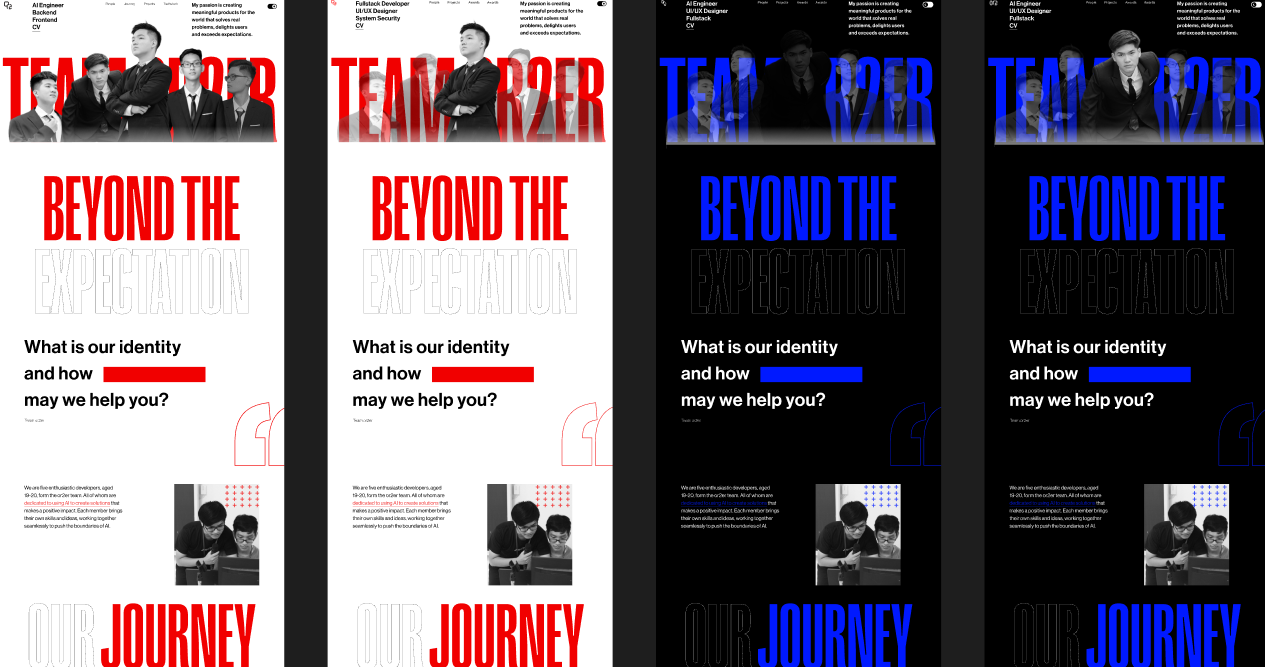 AI Engineer
Backend
Frontend
CV
People
Journey
Projects
My passion is creating
meaningful products for the
world that solves real
problems, delights users
and exceeds expectations.
BEYOND THE
EXPECTATION
What is our identity
and how
may we help you?
We are five enthusiastic developers, aged
19-20, form the or2er team. All of whom are
dedicated to using AI to create solutions that
makes a positive impact. Each member brings
their own skills and ideas, working together
seamlessly to push the boundaries of AI.
OUR JOURNEY
Fullstack Developer
UI/UX Designer
System Security
CV
People
Projects
Awards
Awards
My passion is creating
meaningful products for the
world that solves real
problems, delights users
and exceeds expectations.
TEAM OR2ER
BEYOND THE
EXPECTATION
What is our identity
and how
may we help you?
We are five enthusiastic developers, aged
19-20, form the or2er team. All of whom are
dedicated to using AI to create solutions that
makes a positive impact. Each member brings
their own skills and ideas, working together
seamlessly to push the boundaries of AI.
OUR JOURNEY
AI Engineer
UI/UX Designer
Fullstack
CV
People
Projects
Awards
Awards
My passion is creating
meaningful products for the
world that solves real
problems, delights users
and exceeds expectations.
BEYOND THE
EXPECTATION
What is our identity
and how
may we help you?
We are five enthusiastic developers, aged
19-20, form the or2er team. All of whom are
dedicated to using AI to create solutions that
makes a positive impact. Each member brings
their own skills and ideas, working together
seamlessly to push the boundaries of AI.
OUR JOURNEY
AI Engineer
UI/UX Designer
Fullstack
CV
People
Projects
Awards
Awards
My passion is creating
meaningful products for the
world that solves real
problems, delights users
and exceeds expectations.
BEYOND THE
EXPECTATION
What is our identity
and how
may we help you?
We are five enthusiastic developers, aged
19-20, form the or2er team. All of whom are
dedicated to using AI to create solutions that
makes a positive impact. Each member brings
their own skills and ideas, working together
seamlessly to push the boundaries of AI.
OUR JOURNEY